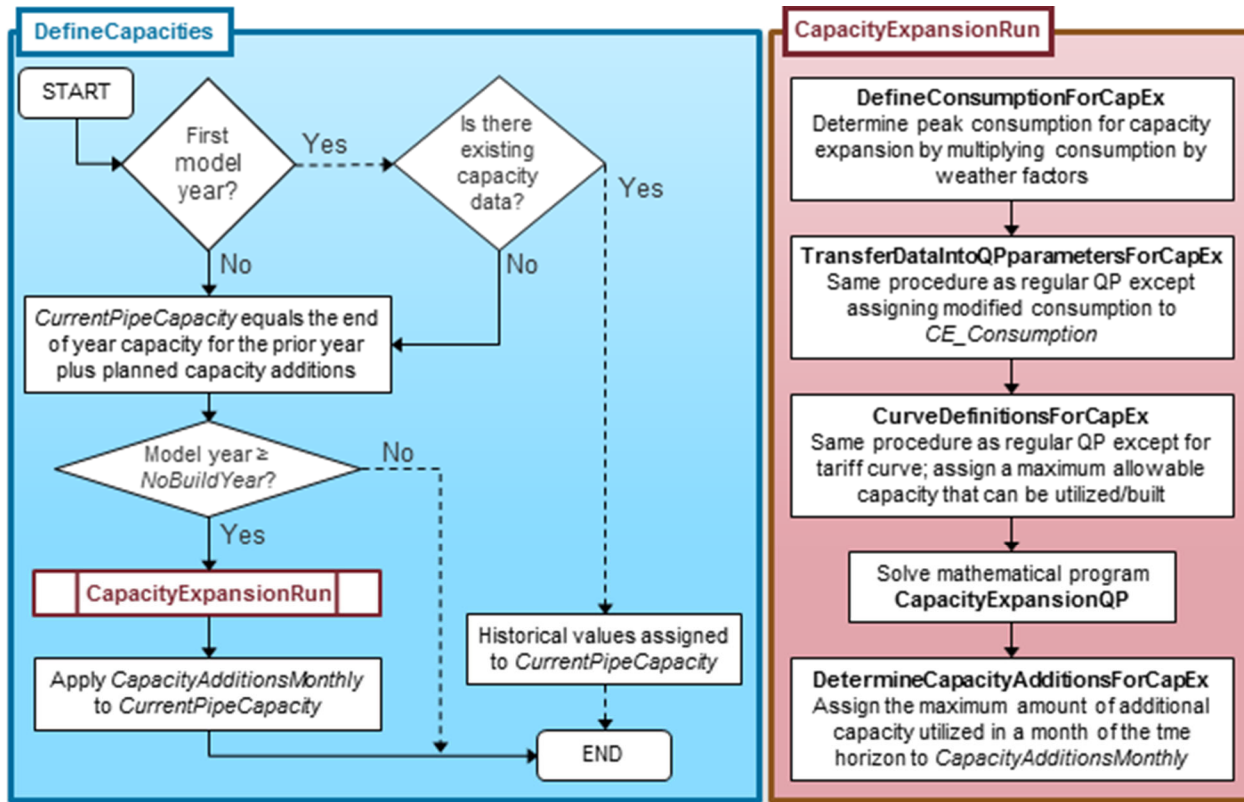 DefineCapacities
START
First
model
year?
Yes
Is there
existing
capacity
data?
Yes
No
No
CurrentPipeCapacity equals the end
of year capacity for the prior year
plus planned capacity additions
Model year ≥
NoBuildYear?
No
Yes
CapacityExpansionRun
Historical values assigned
to CurrentPipeCapacity
Apply CapacityAdditionsMonthly
to CurrentPipeCapacity
END
CapacityExpansionRun
DefineConsumptionForCapEx
Determine peak consumption for capacity
expansion by multiplying consumption by
weather factors
TransferDataIntoQPparametersForCapEx
Same procedure as regular QP except
assigning modified consumption to
CE_Consumption
CurveDefinitionsForCapEx
Same procedure as regular QP except for
tariff curve; assign a maximum allowable
capacity that can be utilized/built
Solve mathematical program
CapacityExpansionQP
DetermineCapacityAdditionsForCapEx
Assign the maximum amount of additional
capacity utilized in a month of the tme
horizon to CapacityAdditionsMonthly